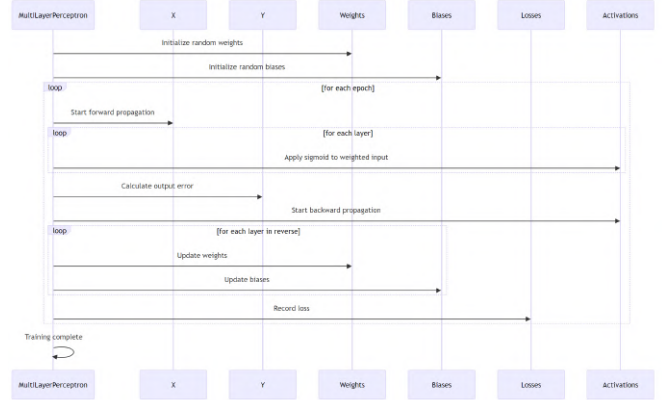 MultiLayerPerceptron X Y Weights Biases Losses Activations
Initialize random weights
Initialize random biases
loop [for each epoch]
Start forward propagation
loop [for each layer]
Apply sigmoid to weighted input
Calculate output error
Start backward propagation
loop [for each layer in reverse]
Update weights
Update biases
Record loss
Training complete
MultiLayerPerceptron X Y Weights Biases Losses Activations